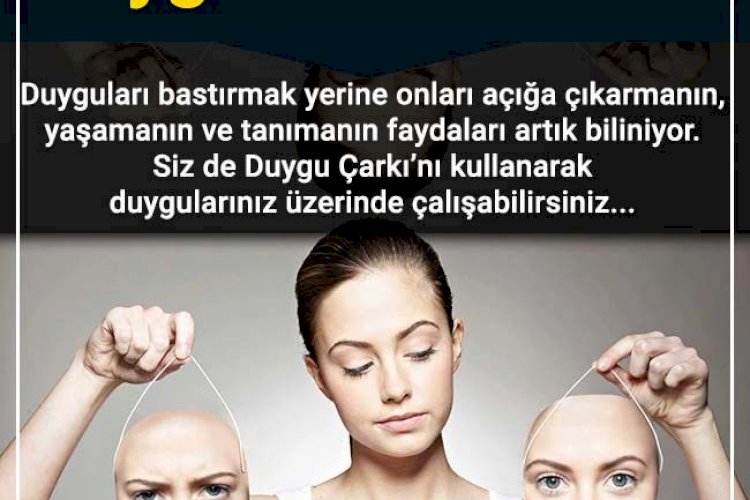 Duyguları bastırmak yerine onları açığa çıkarmanın,
yaşamanın ve tanımanın faydaları artık biliniyor.
Siz de Duygu Çarkı’nı kullanarak
duygularınız üzerinde çalışabilirsiniz...